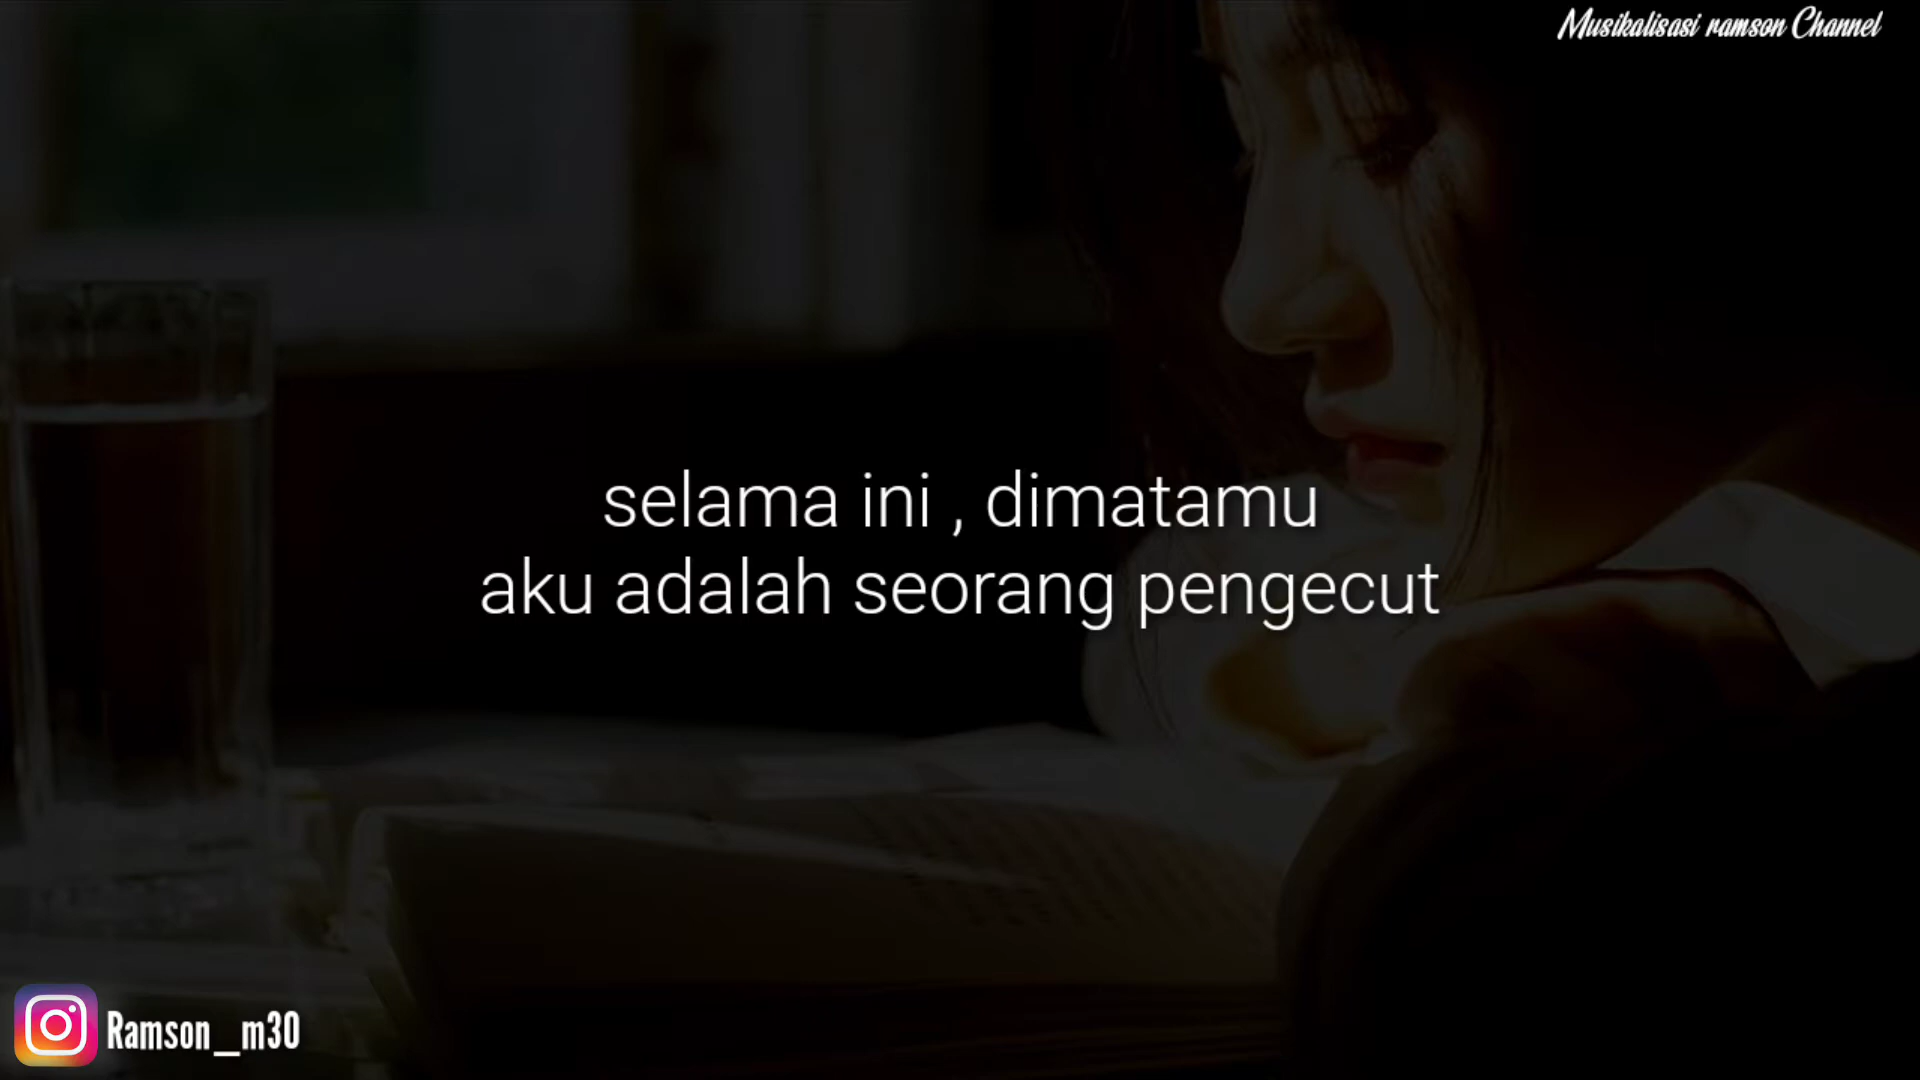 Musikalisasi ramson Channel
selama ini , dimatamu
aku adalah seorang pengecut
Ramson_m30